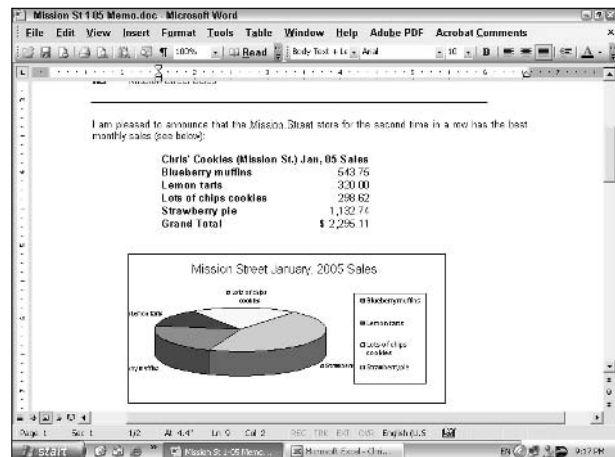 Mission St 1-05 Memo.doc - Microsoft Word
File Edit View Insert Format Tools Table Window Help Adobe PDF Acrobat Comments
100% Read Body Text + Le Arial 10 B A
I am pleased to announce that the Mission Street store for the second time in a row has the best
monthly sales (see below):
Chris' Cookies (Mission St.) Jan, 05 Sales
Blueberry muffins 543.75
Lemon tarts 320.00
Lots of chips cookies 298.62
Strawberry pie 1,132.74
Grand Total $ 2,295.11
Mission Street January, 2005 Sales
Lots of chips
cookies
Lemon tarts
Blueberry muffins
Lemon tarts
Lots of chips
cookies
Strawberry pie
Page 1 Sec 1 1/2 At 4.4" Ln 9 Col 2 REC TRK EXT OVR English (U.S
start Mission St 1-05 Memo... Microsoft Excel - Chri... EN 9:17 PM